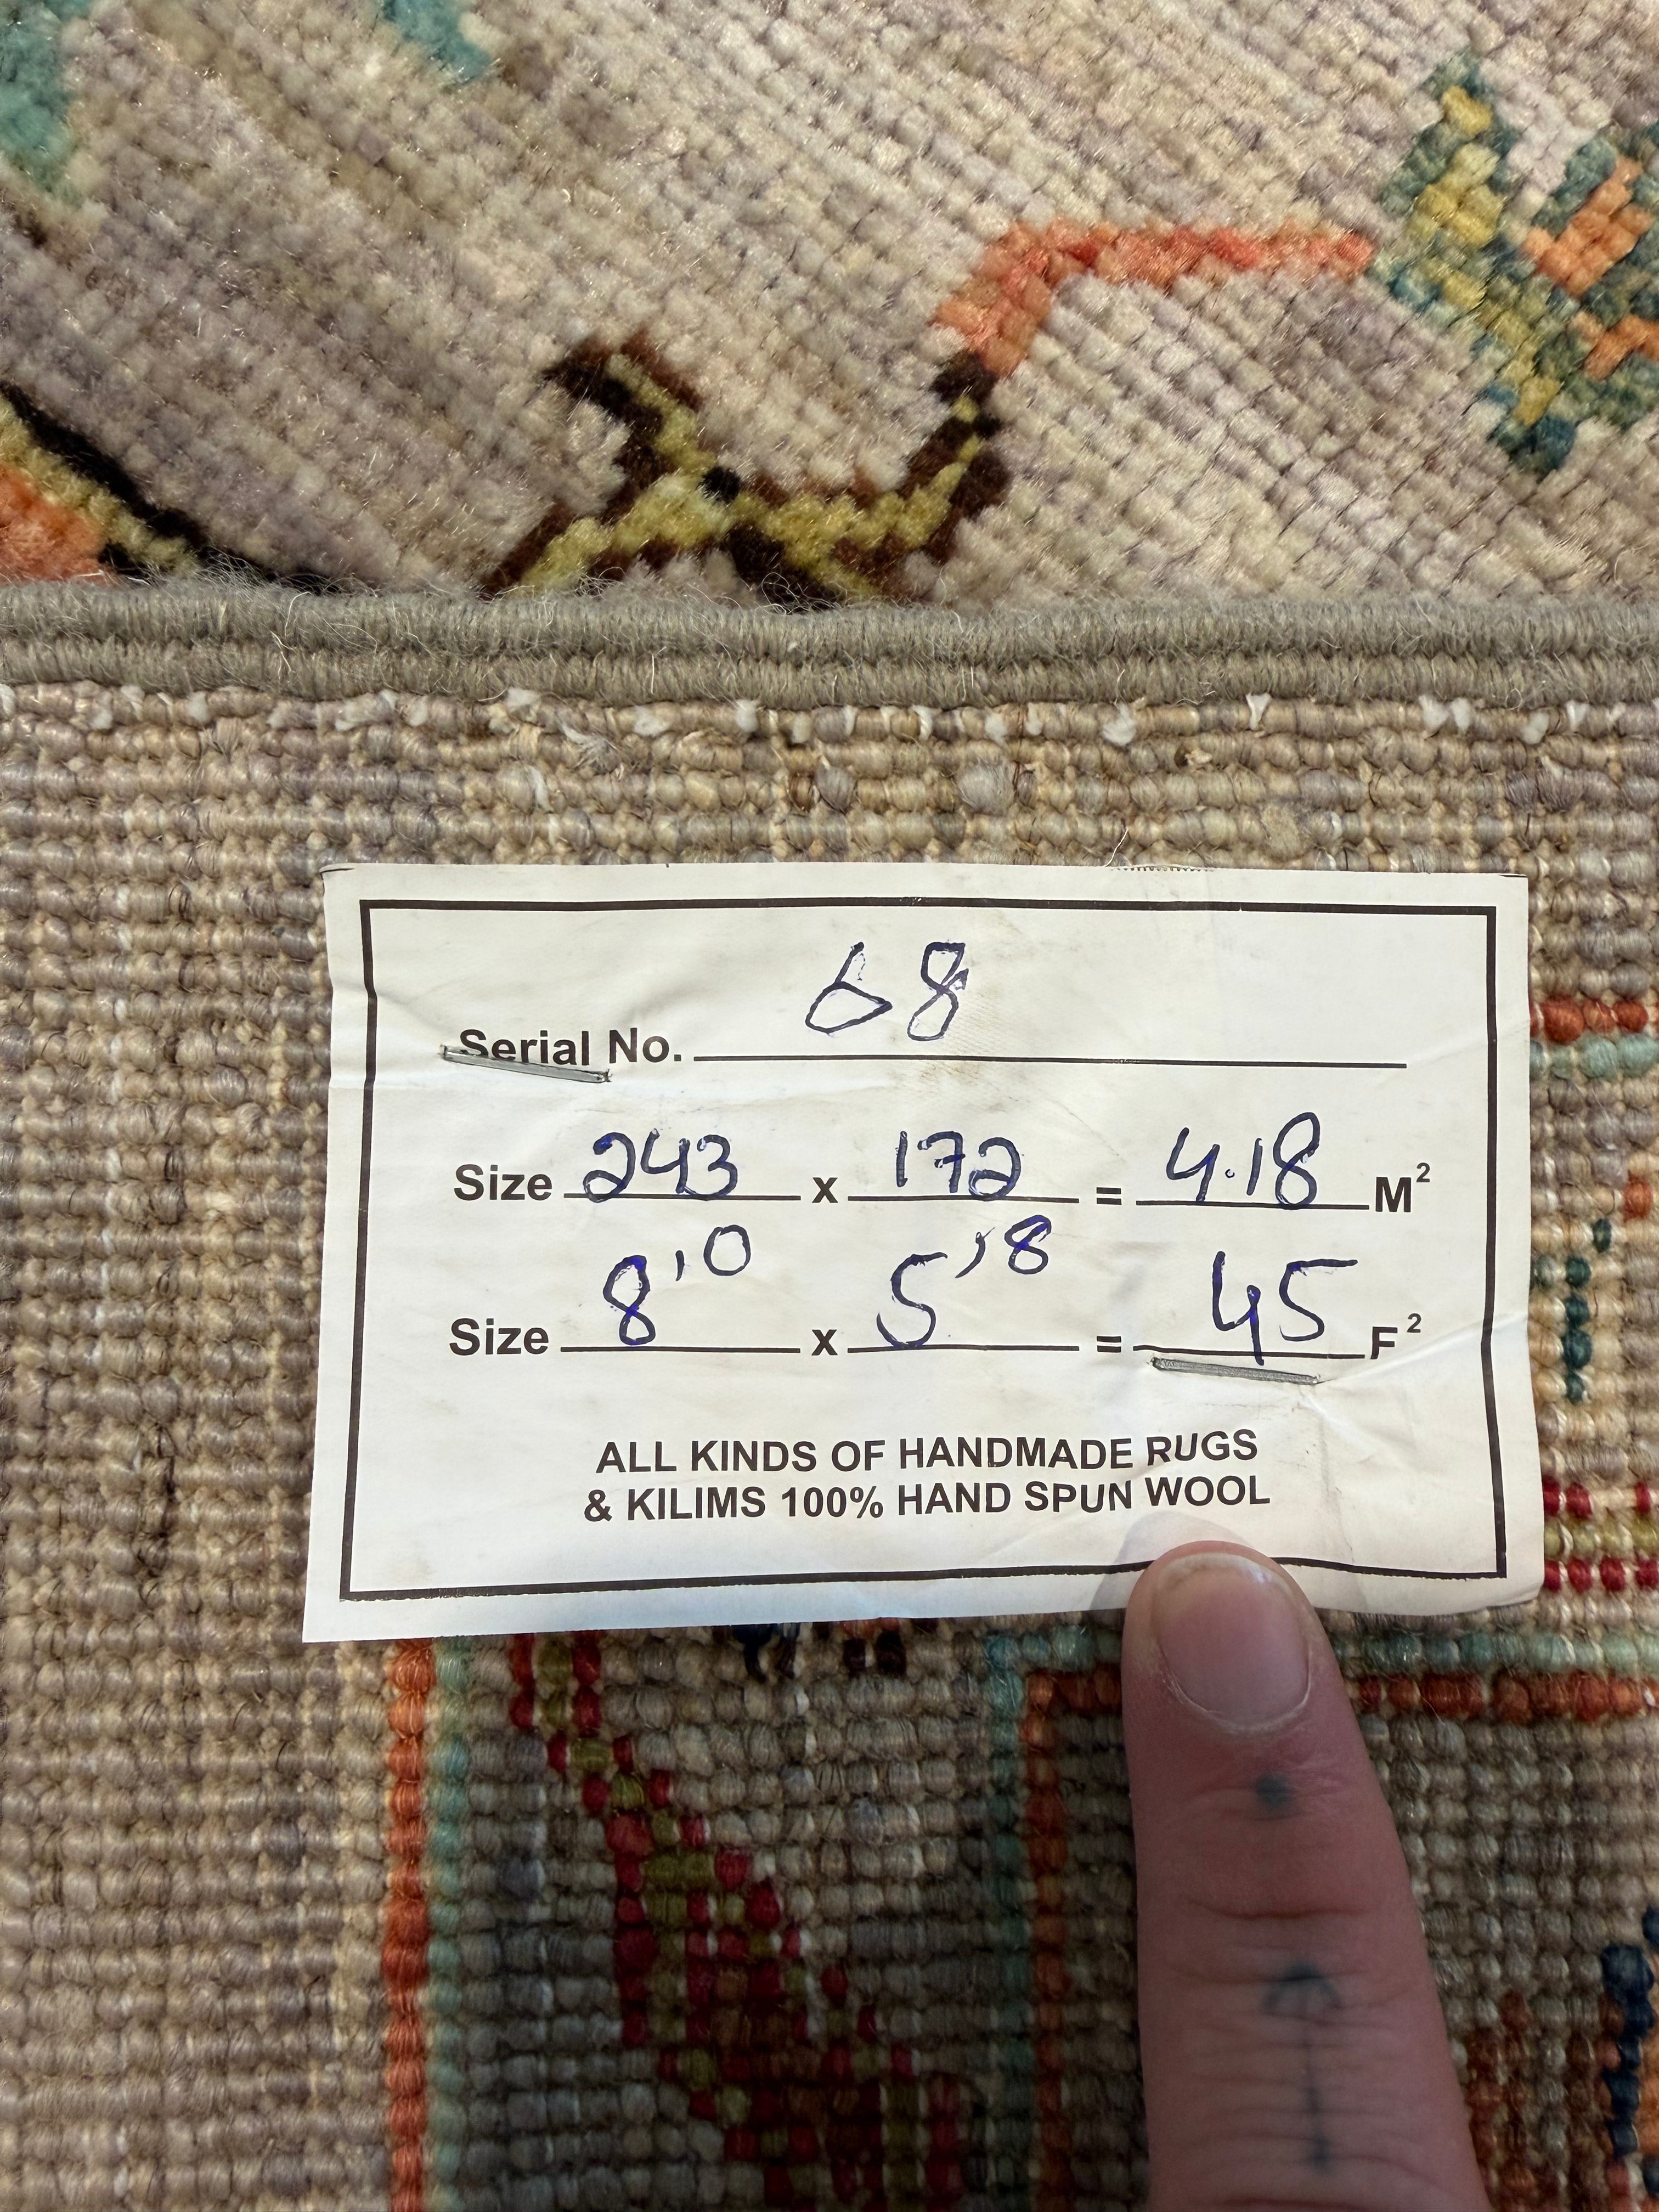 Serial No. 68
Size 243 x 172 = 4.18 M²
Size 8'0 x 5'8 = 45 F²
ALL KINDS OF HANDMADE RUGS
& KILIMS 100% HAND SPUN WOOL